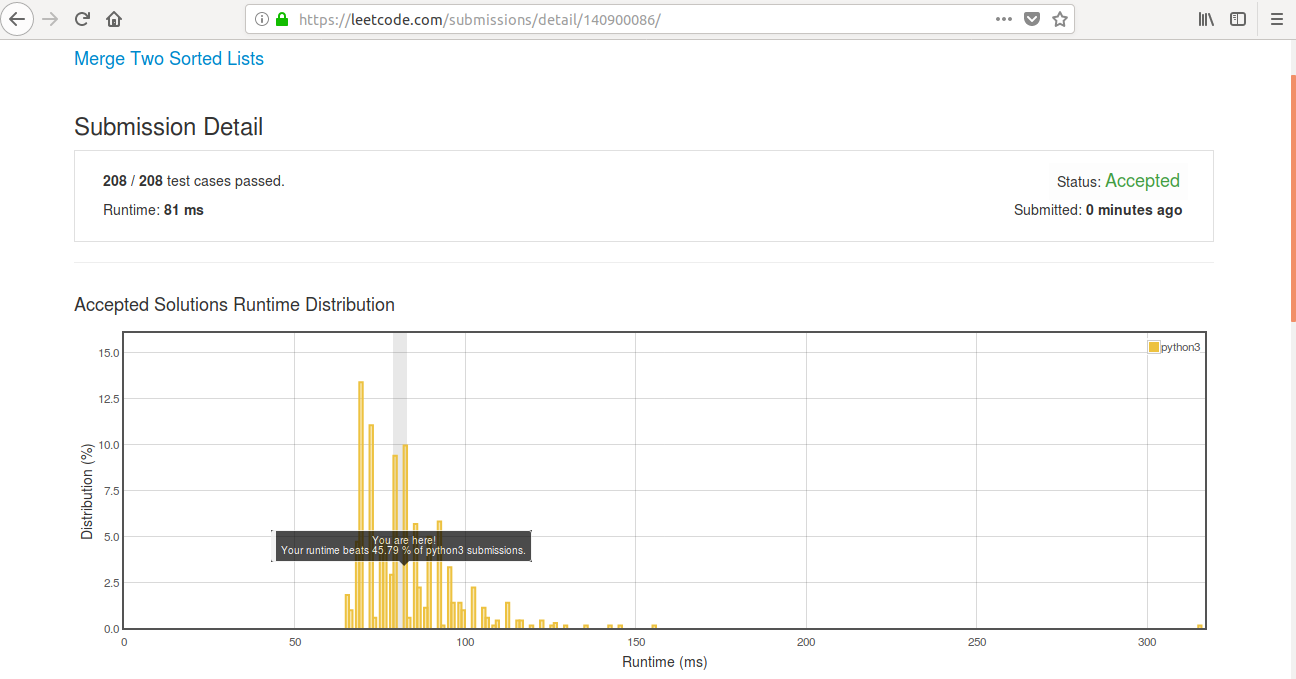 https://leetcode.com/submissions/detail/140900086/
Merge Two Sorted Lists
Submission Detail
208 / 208 test cases passed.
Status: Accepted
Runtime: 81 ms
Submitted: 0 minutes ago
Accepted Solutions Runtime Distribution
python3
15.0
12.5
10.0
7.5
5.0
2.5
0.0
Distribution (%)
You are here!
Your runtime beats 45.79 % of python3 submissions.
0 50 100 150 200 250 300
Runtime (ms)